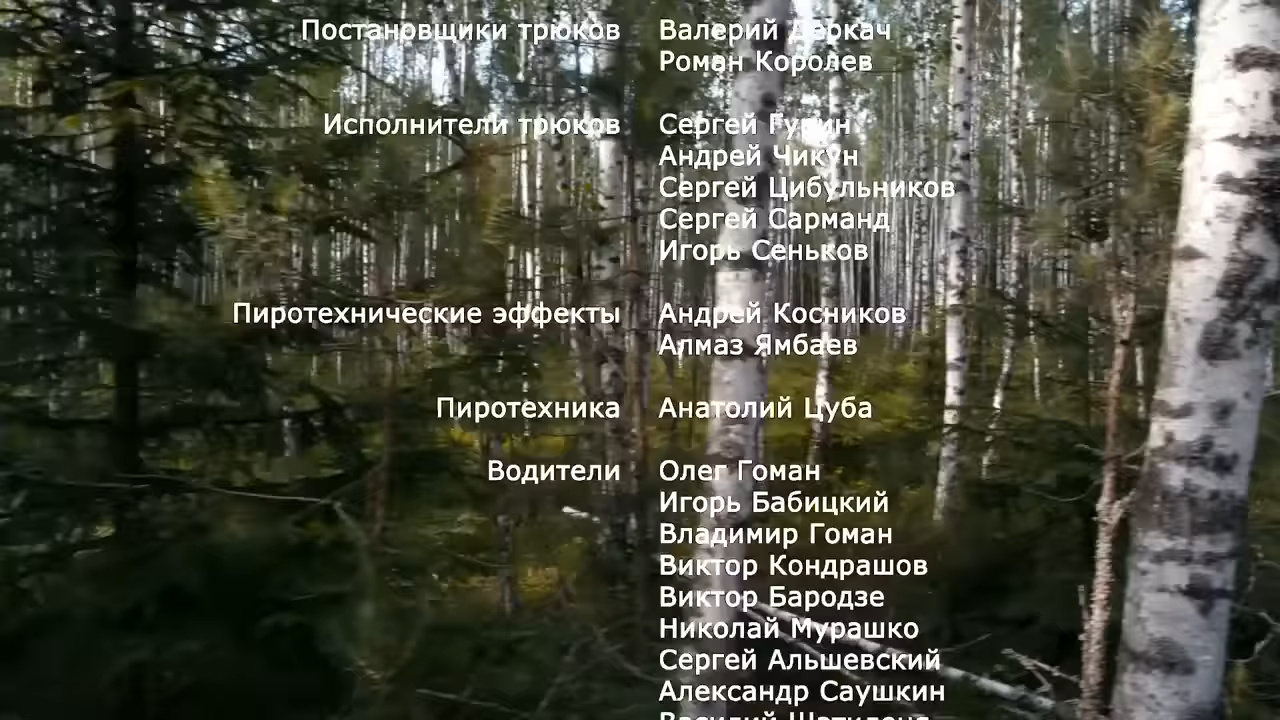 Постановщики трюков Валерий Деркач
Роман Королев
Исполнители трюков Сергей Гурин
Андрей Чикун
Сергей Цибульников
Сергей Сарманд
Игорь Сеньков
Пиротехнические эффекты Андрей Косников
Алмаз Ямбаев
Пиротехника Анатолий Цуба
Водители Олег Гоман
Игорь Бабицкий
Владимир Гоман
Виктор Кондрашов
Виктор Бародзе
Николай Мурашко
Сергей Альшевский
Александр Саушкин
Василий